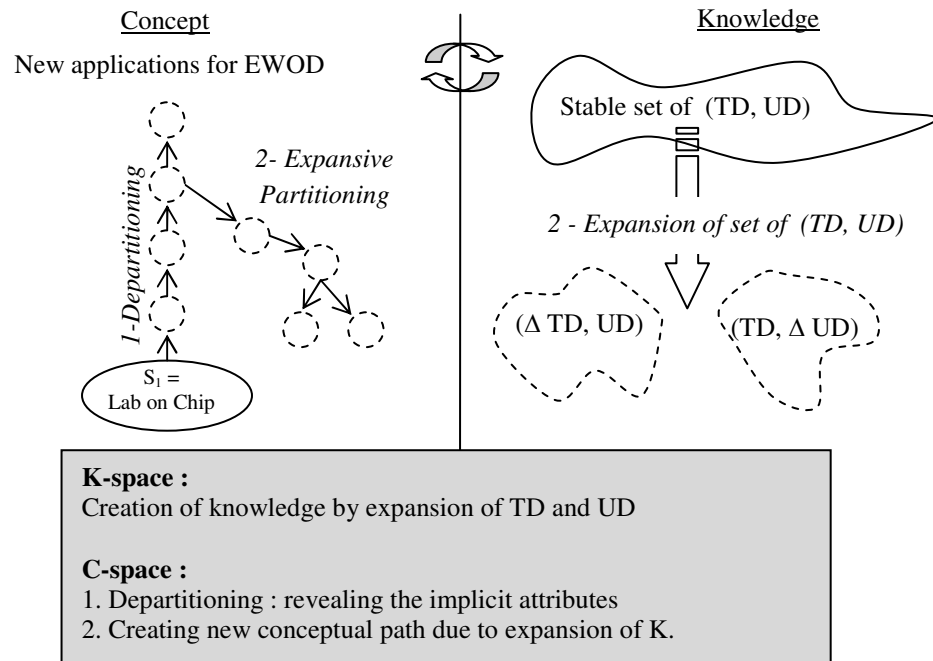 Concept
New applications for EWOD
1-Departitioning
2- Expansive
Partitioning
S1 =
Lab on Chip
Knowledge
Stable set of (TD, UD)
2 - Expansion of set of (TD, UD)
(Δ TD, UD)
(TD, Δ UD)
K-space :
Creation of knowledge by expansion of TD and UD
C-space :
1. Departitioning : revealing the implicit attributes
2. Creating new conceptual path due to expansion of K.